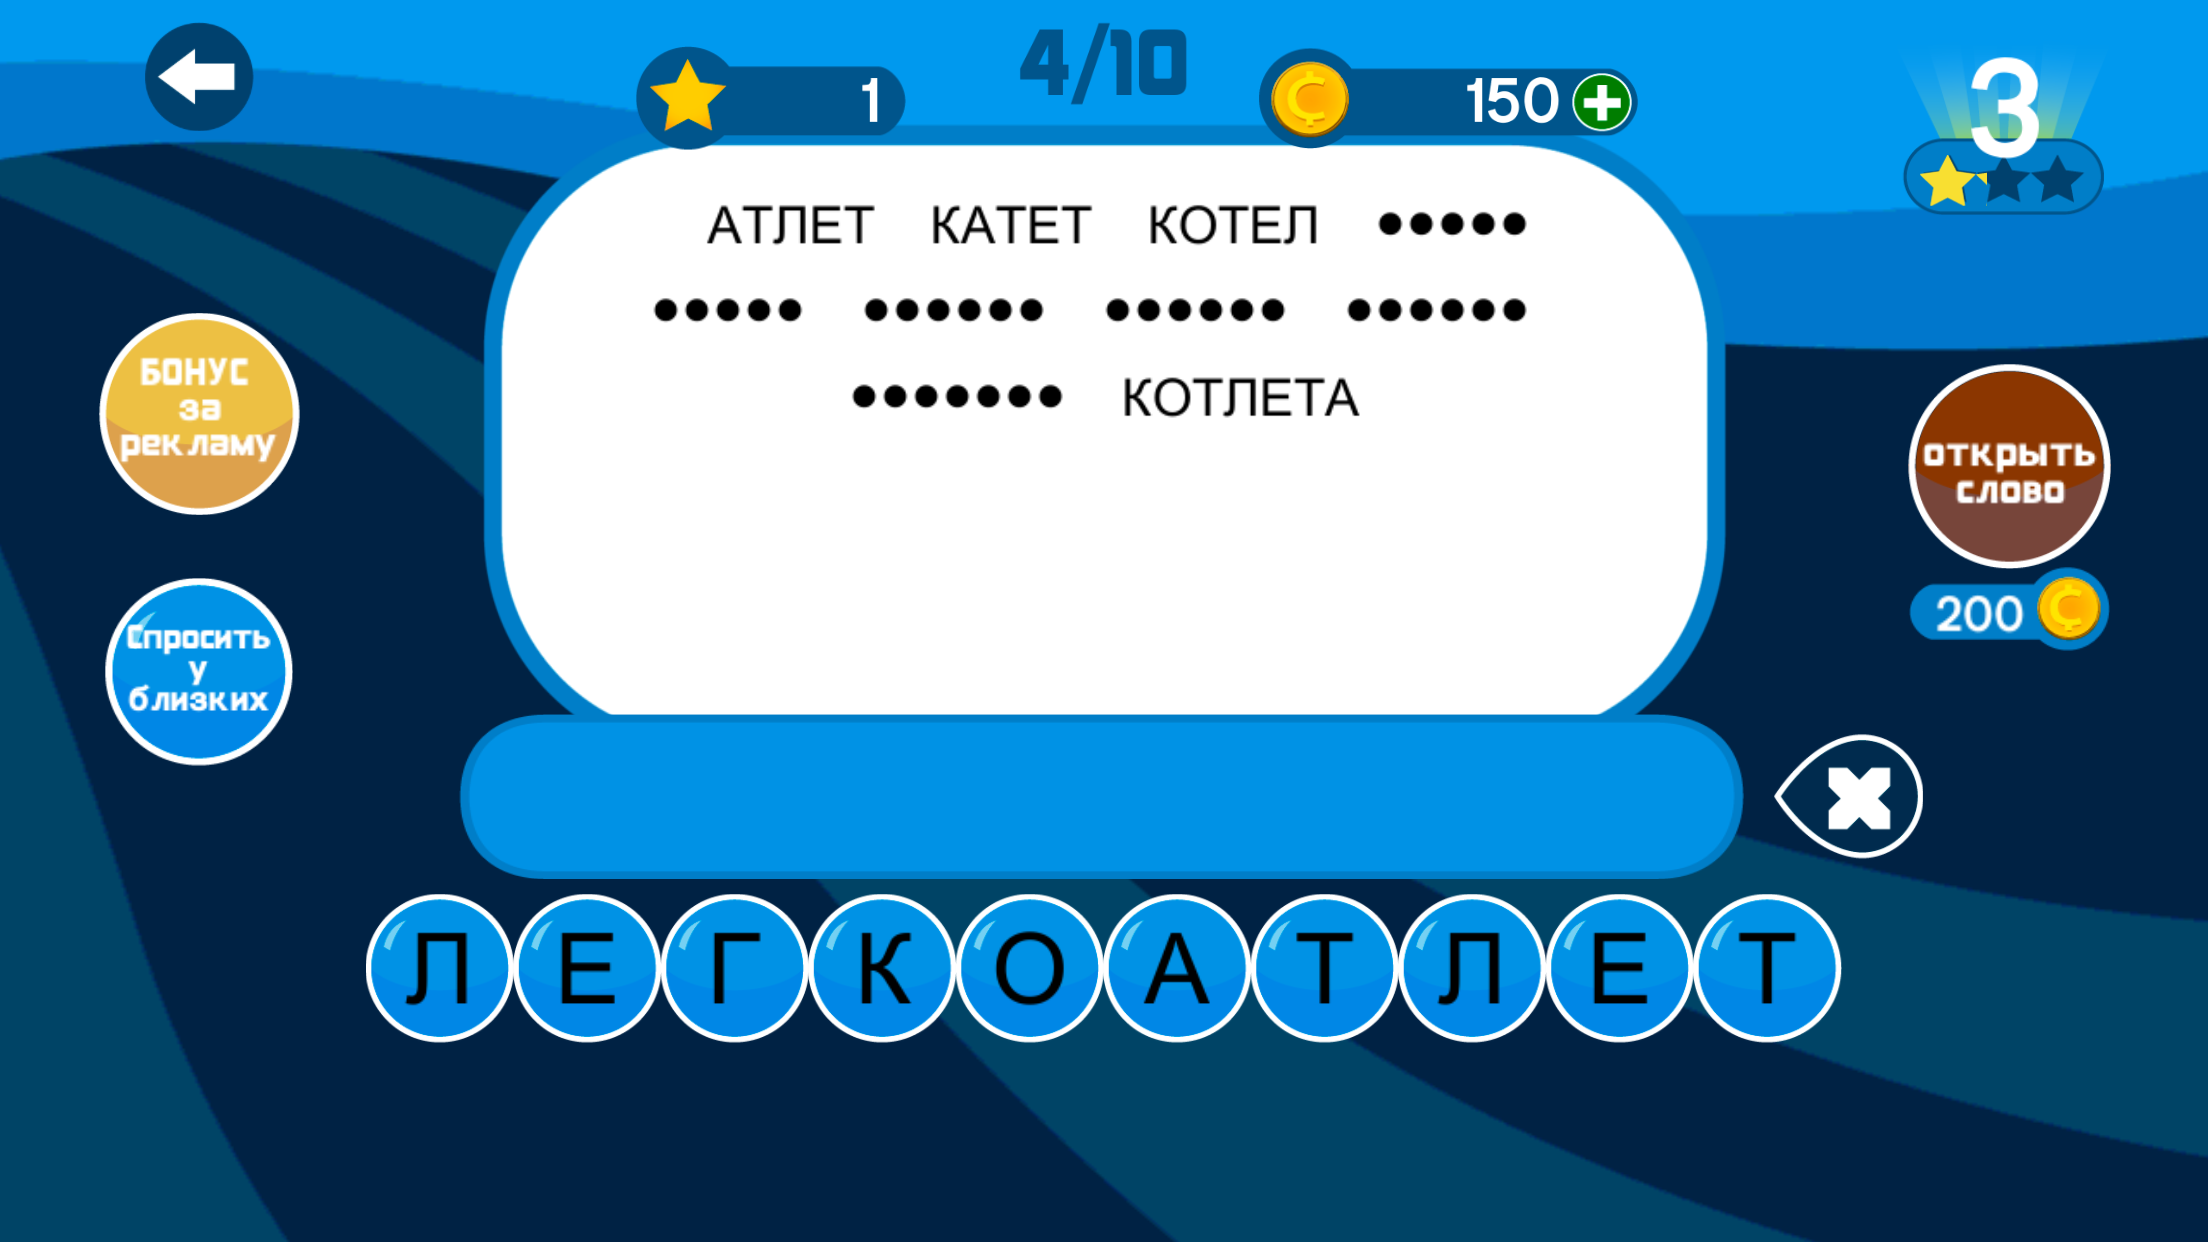 4/10
1
150
3
АТЛЕТ КАТЕТ КОТЕЛ
КОТЛЕТА
БОНУС
за
рекламу
Спросить
у
близких
открыть
слово
200
Л Е Г К О А Т Л Е Т